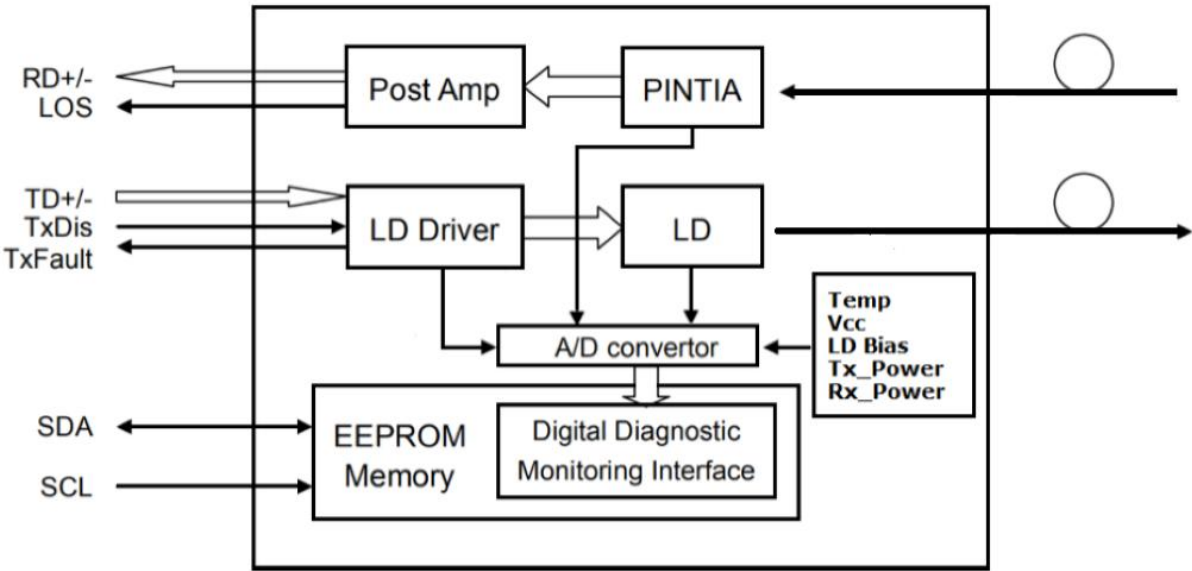 RD+/-
LOS
Post Amp
PINTIA
TD+/-
TxDis
TxFault
LD Driver
LD
A/D convertor
Temp
Vcc
LD Bias
Tx_Power
Rx_Power
SDA
SCL
EEPROM
Memory
Digital Diagnostic
Monitoring Interface